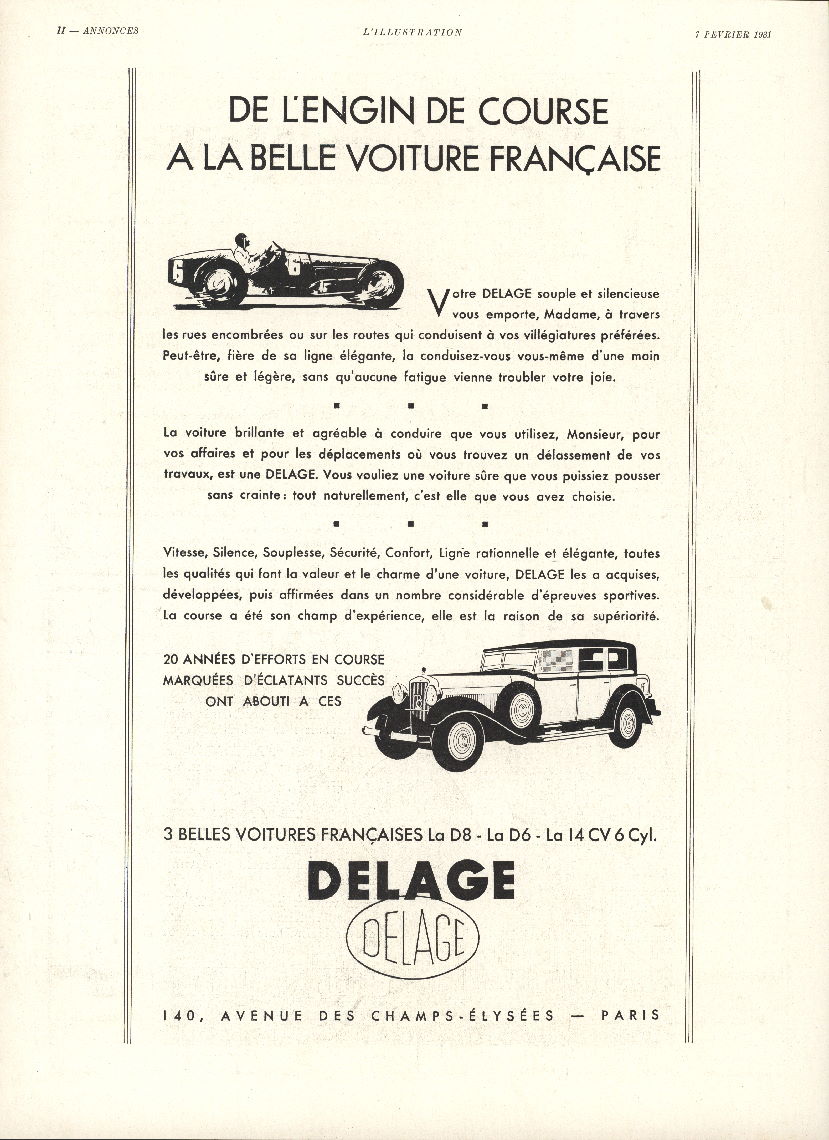 II — ANNONCES
L'ILLUSTRATION
7 FEVRIER 1931
DE L'ENGIN DE COURSE
A LA BELLE VOITURE FRANÇAISE
6
6
Votre DELAGE souple et silencieuse
vous emporte, Madame, à travers
les rues encombrées ou sur les routes qui conduisent à vos villégiatures préférées.
Peut-être, fière de sa ligne élégante, la conduisez-vous vous-même d'une main
sûre et légère, sans qu'aucune fatigue vienne troubler votre joie.
La voiture brillante et agréable à conduire que vous utilisez, Monsieur, pour
vos affaires et pour les déplacements où vous trouvez un délassement de vos
travaux, est une DELAGE. Vous vouliez une voiture sûre que vous puissiez pousser
sans crainte : tout naturellement, c'est elle que vous avez choisie.
Vitesse, Silence, Souplesse, Sécurité, Confort, Ligne rationnelle et élégante, toutes
les qualités qui font la valeur et le charme d'une voiture, DELAGE les a acquises,
développées, puis affirmées dans un nombre considérable d'épreuves sportives.
La course a été son champ d'expérience, elle est la raison de sa supériorité.
20 ANNÉES D'EFFORTS EN COURSE
MARQUÉES D'ÉCLATANTS SUCCÈS
ONT ABOUTI A CES
3 BELLES VOITURES FRANÇAISES La D8 - La D6 - La 14 CV 6 Cyl.
DELAGE
DELAGE
140, AVENUE DES CHAMPS-ÉLYSÉES — PARIS